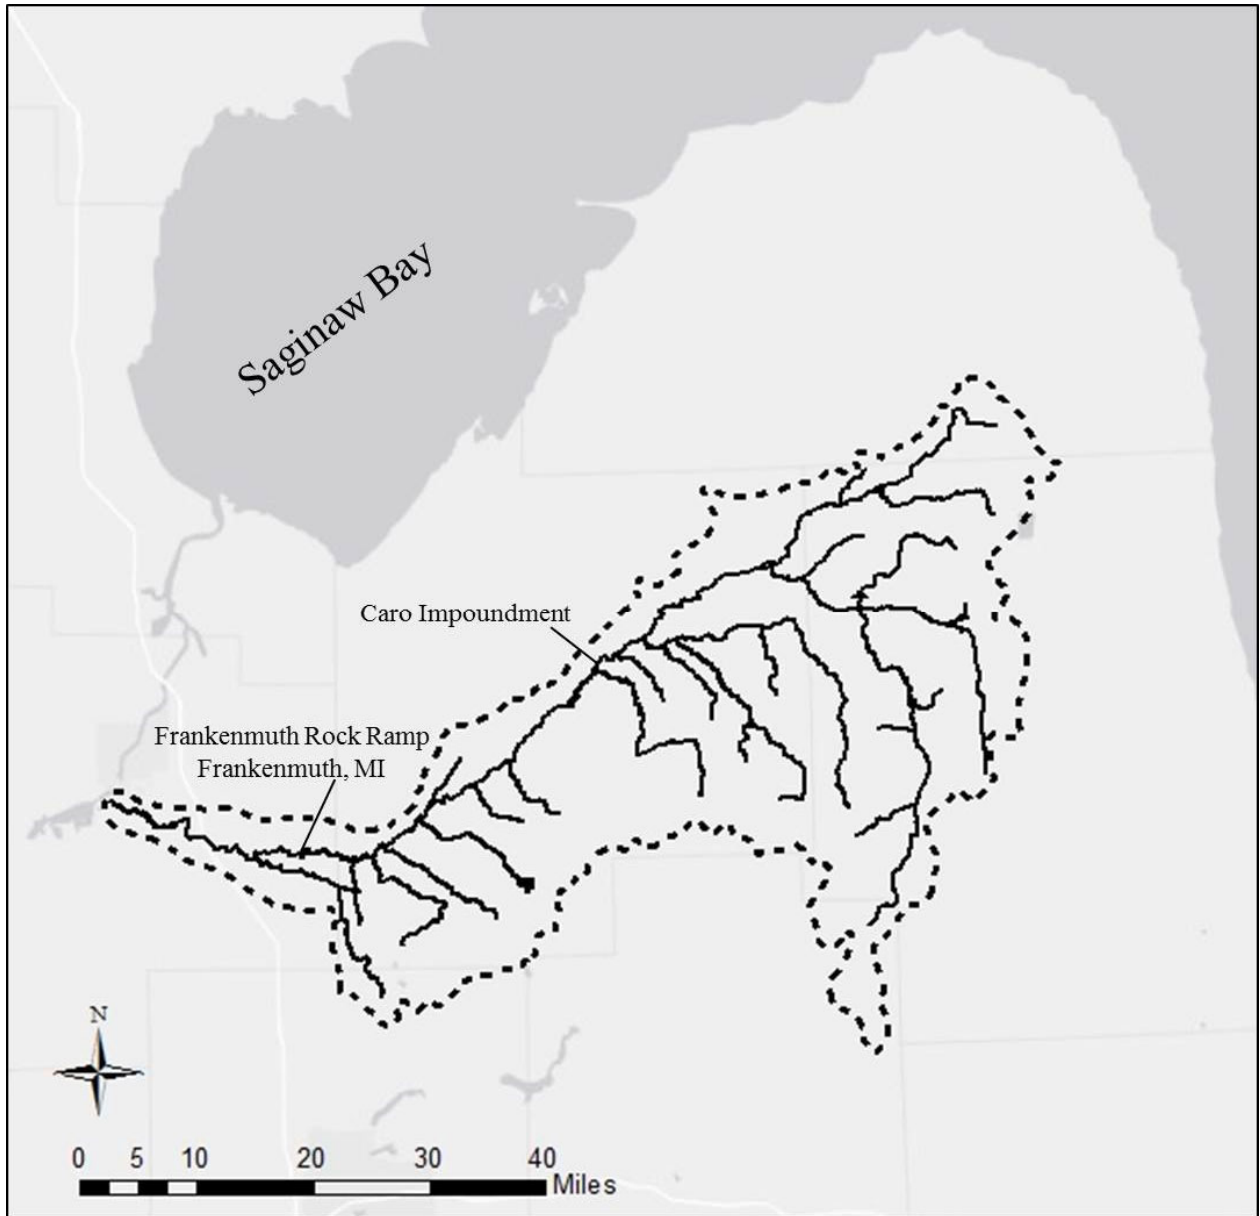 Saginaw Bay
Caro Impoundment
Frankenmuth Rock Ramp
Frankenmuth, MI
N
0 5 10 20 30 40
Miles